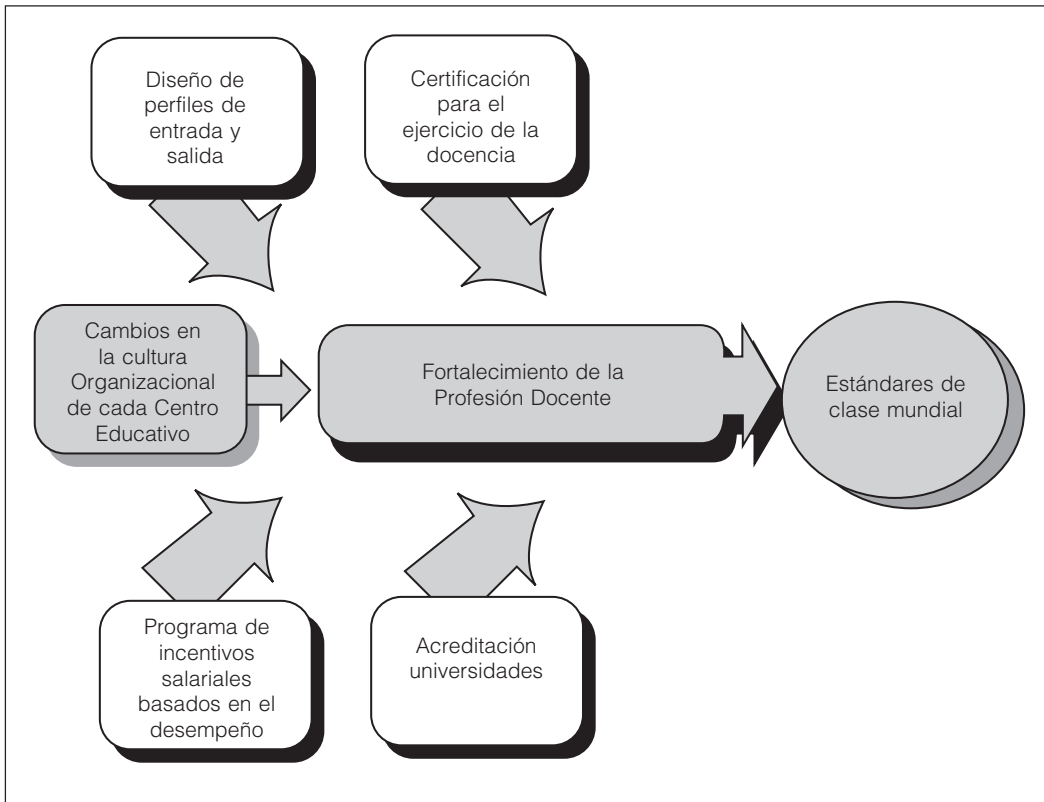 Diseño de
perfiles de
entrada y
salida
Certificación
para el
ejercicio de la
docencia
Cambios en
la cultura
Organizacional
de cada Centro
Educativo
Fortalecimiento de la
Profesión Docente
Estándares de
clase mundial
Programa de
incentivos
salariales
basados en el
desempeño
Acreditación
universidades